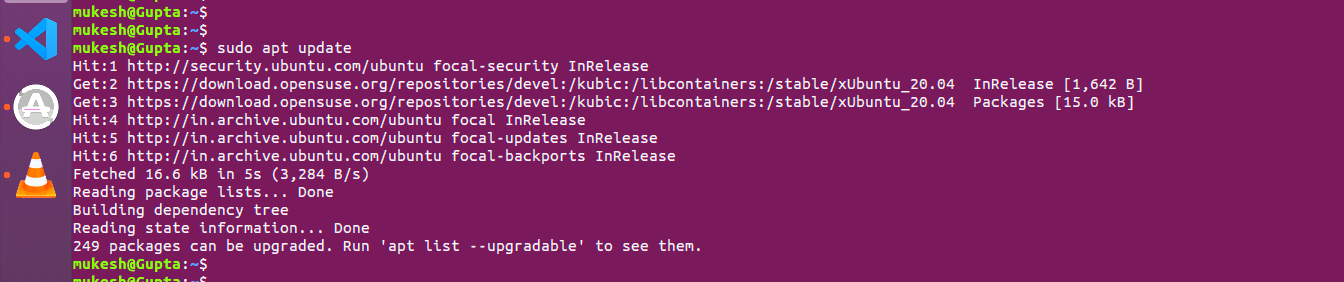 mukesh@Gupta:~$
mukesh@Gupta:~$
mukesh@Gupta:~$ sudo apt update
Hit:1 http://security.ubuntu.com/ubuntu focal-security InRelease
Get:2 https://download.opensuse.org/repositories/devel:/kubic:/libcontainers:/stable/xUbuntu_20.04  InRelease [1,642 B]
Get:3 https://download.opensuse.org/repositories/devel:/kubic:/libcontainers:/stable/xUbuntu_20.04  Packages [15.0 kB]
Hit:4 http://in.archive.ubuntu.com/ubuntu focal InRelease
Hit:5 http://in.archive.ubuntu.com/ubuntu focal-updates InRelease
Hit:6 http://in.archive.ubuntu.com/ubuntu focal-backports InRelease
Fetched 16.6 kB in 5s (3,284 B/s)
Reading package lists... Done
Building dependency tree
Reading state information... Done
249 packages can be upgraded. Run 'apt list --upgradable' to see them.
mukesh@Gupta:~$
mukesh@Gupta:~$